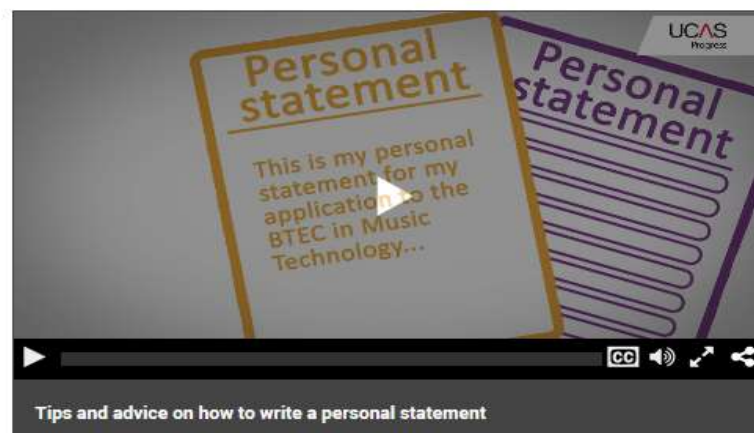 UCAS
Progress
Personal
statement
This is my personal
statement for my
application to the
BTEC in Music
Technology...
Personal
statement
CC
Tips and advice on how to write a personal statement